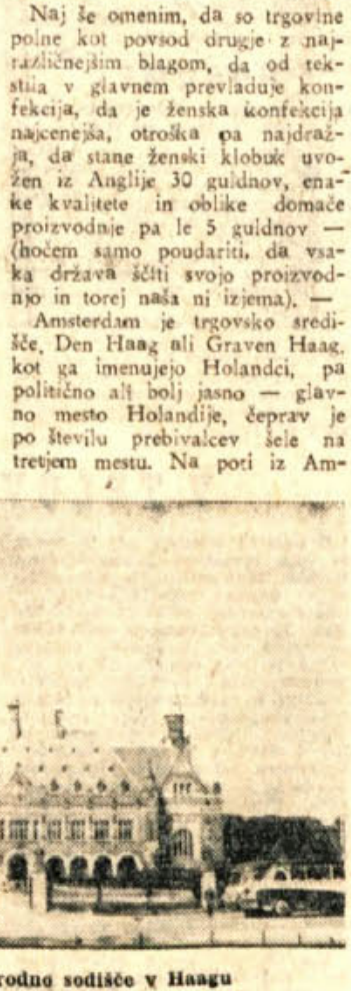 Naj še omenim, da so trgovine
polne kot povsod drugje z naj-
različnejšim blagom, da od tek-
stila v glavnem prevladuje kon-
fekcija, da je ženska konfekcija
najcenejša, otroška pa najdraž-
ja, da stane ženski klobuk uvo-
žen iz Anglije 30 guldnov, ena-
ke kvalitete in oblike domače
proizvodnje pa le 5 guldnov —
(hočem samo poudariti, da vsa-
ka država ščiti svojo proizvod-
njo in torej naša ni izjema). —
Amsterdam je trgovsko sredi-
šče, Den Haag ali Graven Haag,
kot ga imenujejo Holandci, pa
politično ali bolj jasno — glav-
no mesto Holandije, čeprav je
po številu prebivalcev šele na
tretjem mestu. Na poti iz Am-
rodno sodišče v Haagu